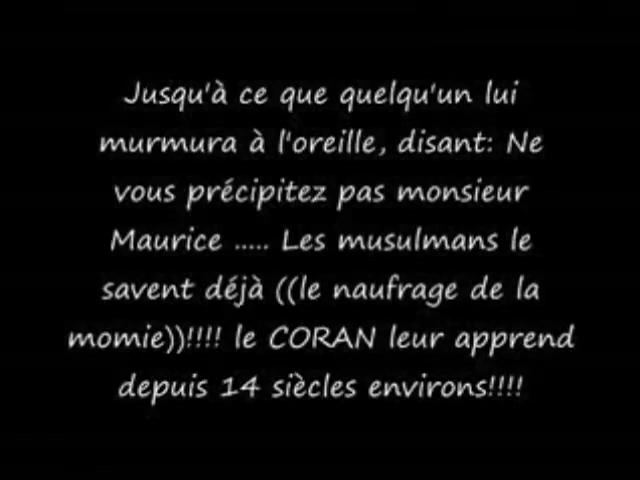 Jusqu'à ce que quelqu'un lui
murmura à l'oreille, disant: Ne
vous précipitez pas monsieur
Maurice ..... Les musulmans le
savent déjà ((le naufrage de la
momie))!!!! le CORAN leur apprend
depuis 14 siècles environs!!!!